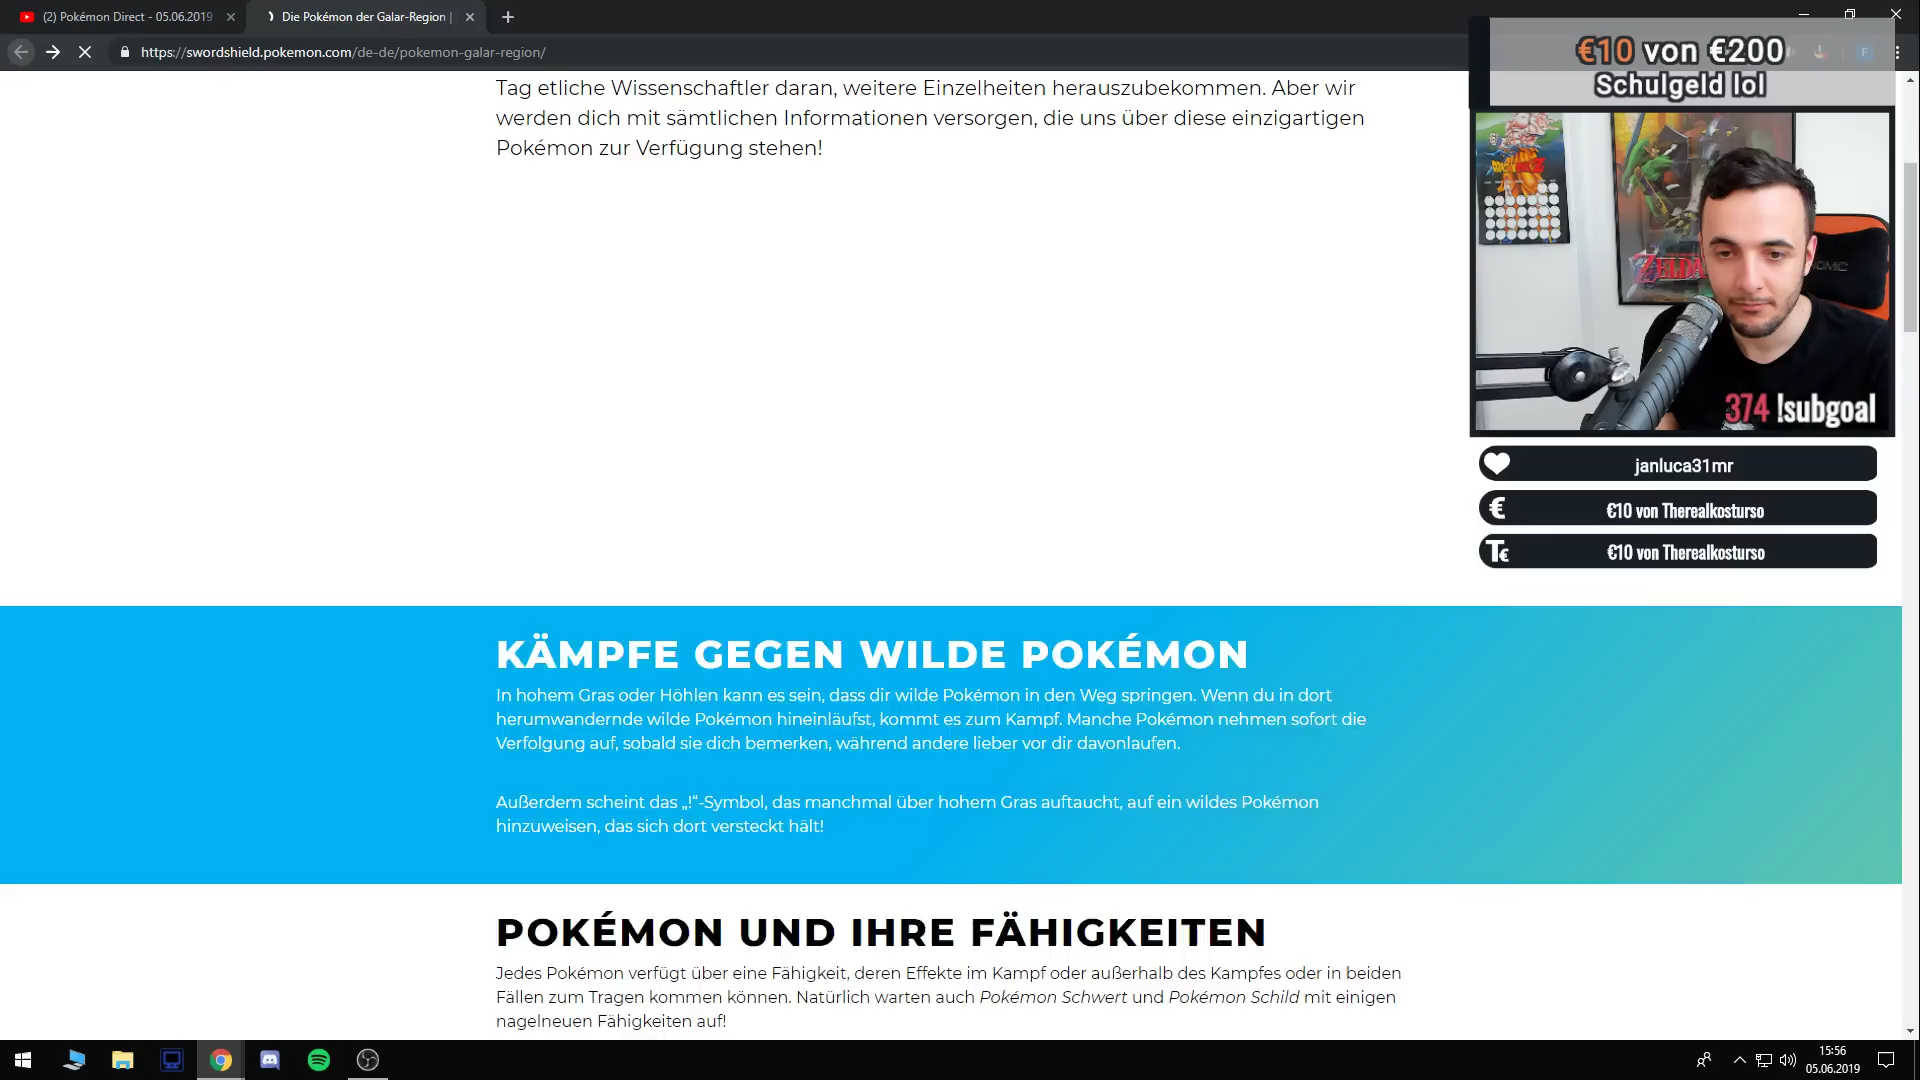 (2) Pokémon Direct - 05.06.2019
Die Pokémon der Galar-Region |
https://swordshield.pokemon.com/de-de/pokemon-galar-region/
€10 von €200
Schulgeld lol
Tag etliche Wissenschaftler daran, weitere Einzelheiten herauszubekommen. Aber wir
werden dich mit sämtlichen Informationen versorgen, die uns über diese einzigartigen
Pokémon zur Verfügung stehen!
ZELDA
374 !subgoal
janluca31mr
€10 von Therealkosturso
T€ €10 von Therealkosturso
KÄMPFE GEGEN WILDE POKÉMON
In hohem Gras oder Höhlen kann es sein, dass dir wilde Pokémon in den Weg springen. Wenn du in dort
herumwandernde wilde Pokémon hineinläufst, kommt es zum Kampf. Manche Pokémon nehmen sofort die
Verfolgung auf, sobald sie dich bemerken, während andere lieber vor dir davonlaufen.
Außerdem scheint das „!“-Symbol, das manchmal über hohem Gras auftaucht, auf ein wildes Pokémon
hinzuweisen, das sich dort versteckt hält!
POKÉMON UND IHRE FÄHIGKEITEN
Jedes Pokémon verfügt über eine Fähigkeit, deren Effekte im Kampf oder außerhalb des Kampfes oder in beiden
Fällen zum Tragen kommen können. Natürlich warten auch Pokémon Schwert und Pokémon Schild mit einigen
nagelneuen Fähigkeiten auf!
15:56
05.06.2019